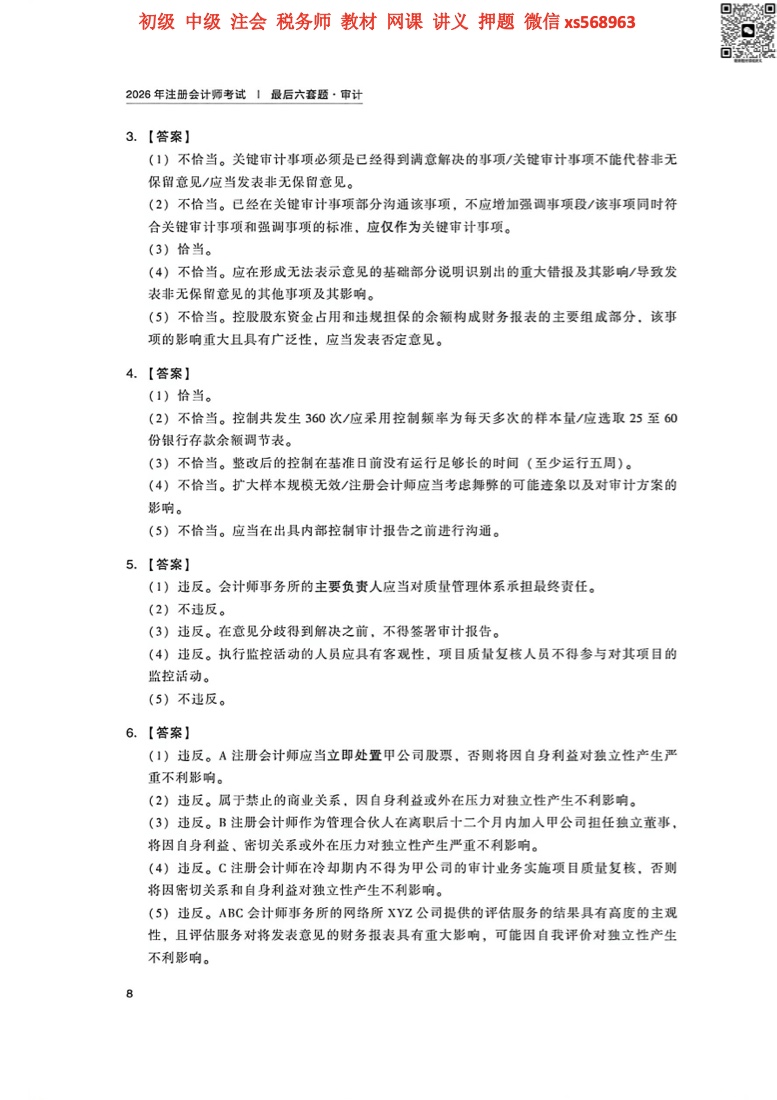 初级 中级 注会 税务师 教材 网课 讲义 押题 微信 xs568963
2026 年注册会计师考试 | 最后六套题·审计
3. 【答案】
(1) 不恰当。关键审计事项必须是已经得到满意解决的事项/关键审计事项不能代替非无
保留意见/应当发表非无保留意见。
(2) 不恰当。已经在关键审计事项部分沟通该事项，不应增加强调事项段/该事项同时符
合关键审计事项和强调事项的标准，应仅作为关键审计事项。
(3) 恰当。
(4) 不恰当。应在形成无法表示意见的基础部分说明识别出的重大错报及其影响/导致发
表非无保留意见的其他事项及其影响。
(5) 不恰当。控股股东资金占用和违规担保的余额构成财务报表的主要组成部分，该事
项的影响重大且具有广泛性，应当发表否定意见。
4. 【答案】
(1) 恰当。
(2) 不恰当。控制共发生 360 次/应采用控制频率为每天多次的样本量/应选取 25 至 60
份银行存款余额调节表。
(3) 不恰当。整改后的控制在基准日前没有运行足够长的时间（至少运行五周）。
(4) 不恰当。扩大样本规模无效/注册会计师应当考虑舞弊的可能迹象以及对审计方案的
影响。
(5) 不恰当。应当在出具内部控制审计报告之前进行沟通。
5. 【答案】
(1) 违反。会计师事务所的主要负责人应当对质量管理体系承担最终责任。
(2) 不违反。
(3) 违反。在意见分歧得到解决之前，不得签署审计报告。
(4) 违反。执行监控活动的人员应具有客观性，项目质量复核人员不得参与对其项目的
监控活动。
(5) 不违反。
6. 【答案】
(1) 违反。A 注册会计师应当立即处置甲公司股票，否则将因自身利益对独立性产生严
重不利影响。
(2) 违反。属于禁止的商业关系，因自身利益或外在压力对独立性产生不利影响。
(3) 违反。B 注册会计师作为管理合伙人在离职后十二个月内加入甲公司担任独立董事，
将因自身利益、密切关系或外在压力对独立性产生严重不利影响。
(4) 违反。C 注册会计师在冷却期内不得为甲公司的审计业务实施项目质量复核，否则
将因密切关系和自身利益对独立性产生不利影响。
(5) 违反。ABC 会计师事务所的网络所 XYZ 公司提供的评估服务的结果具有高度的主观
性，且评估服务对将发表意见的财务报表具有重大影响，可能因自我评价对独立性产生
不利影响。
8